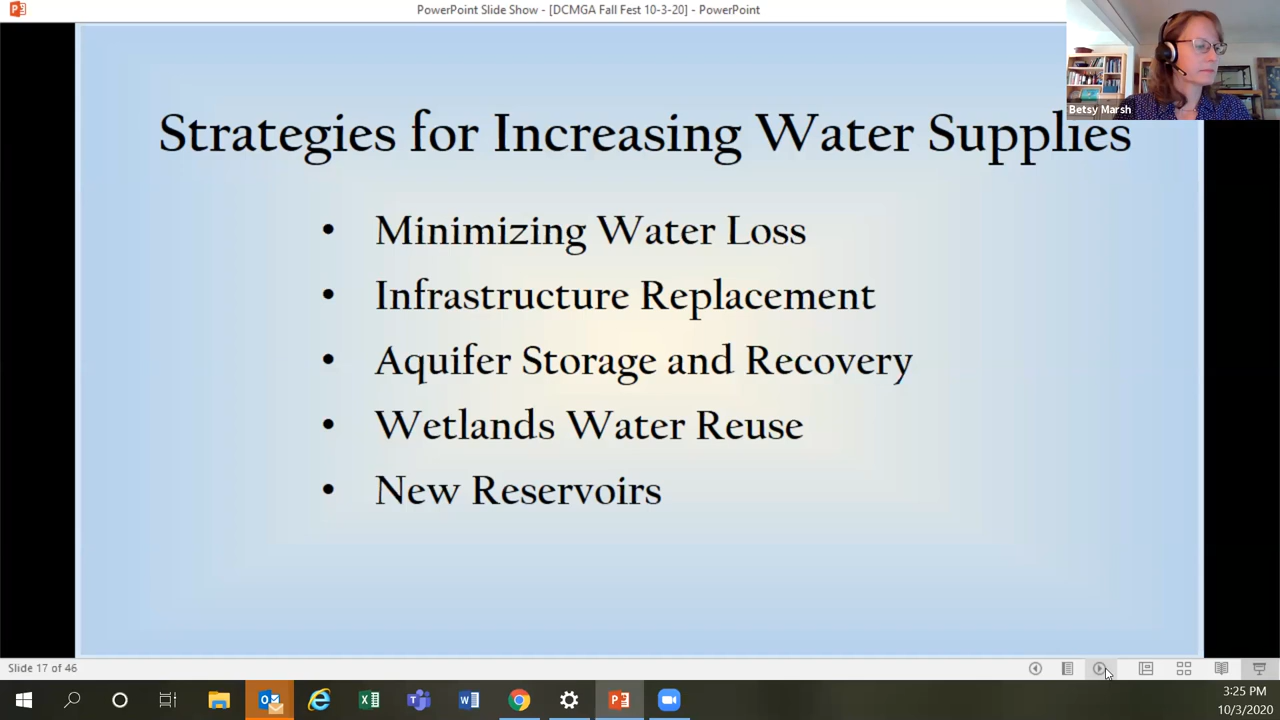 PowerPoint Slide Show - [DCMGA Fall Fest 10-3-20] - PowerPoint
Betsy Marsh
Strategies for Increasing Water Supplies
• Minimizing Water Loss
• Infrastructure Replacement
• Aquifer Storage and Recovery
• Wetlands Water Reuse
• New Reservoirs
Slide 17 of 46
3:25 PM
10/3/2020